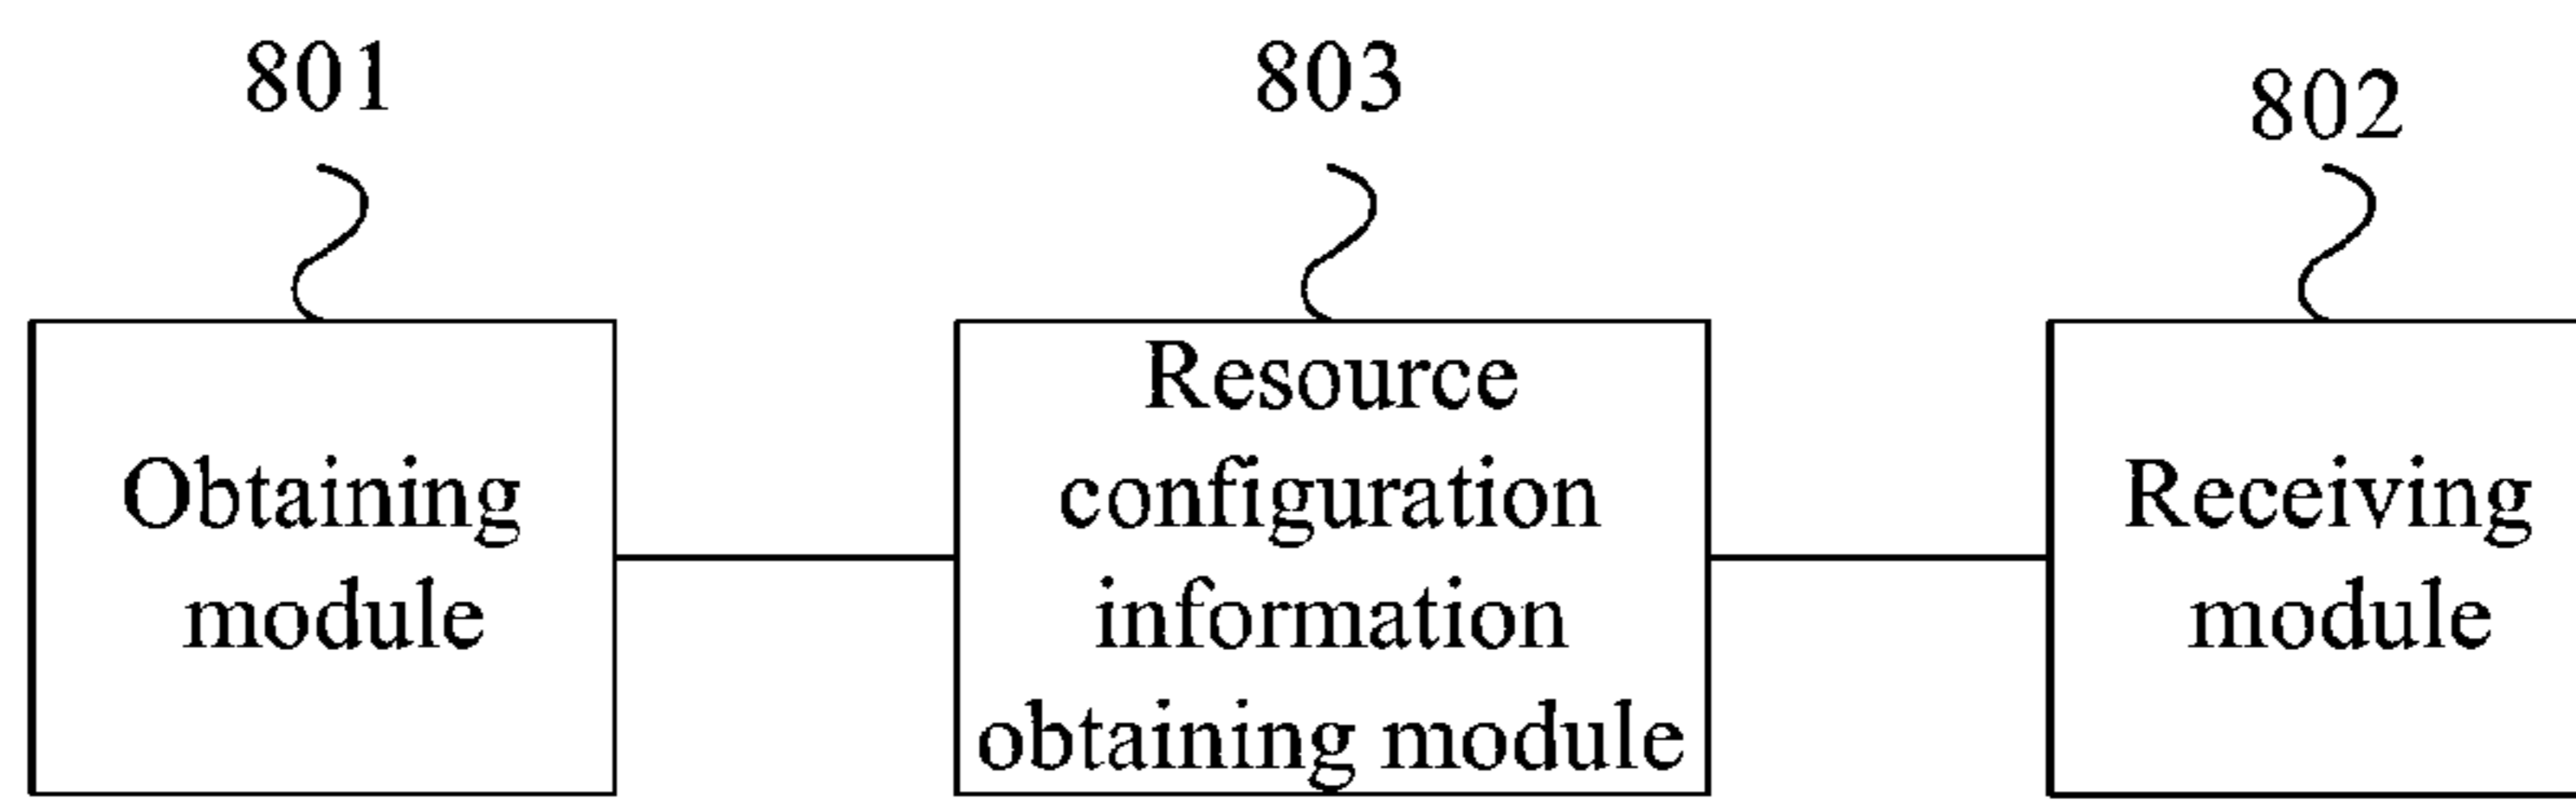 801
803
802
Obtaining
module
Resource
configuration
information
obtaining module
Receiving
module